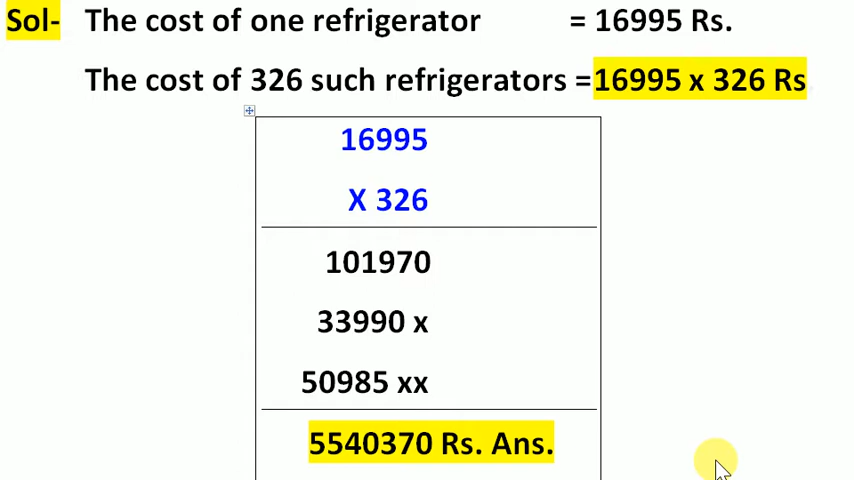 Sol- The cost of one refrigerator = 16995 Rs.
The cost of 326 such refrigerators =16995 x 326 Rs
16995
X 326
101970
33990 x
50985 xx
5540370 Rs. Ans.